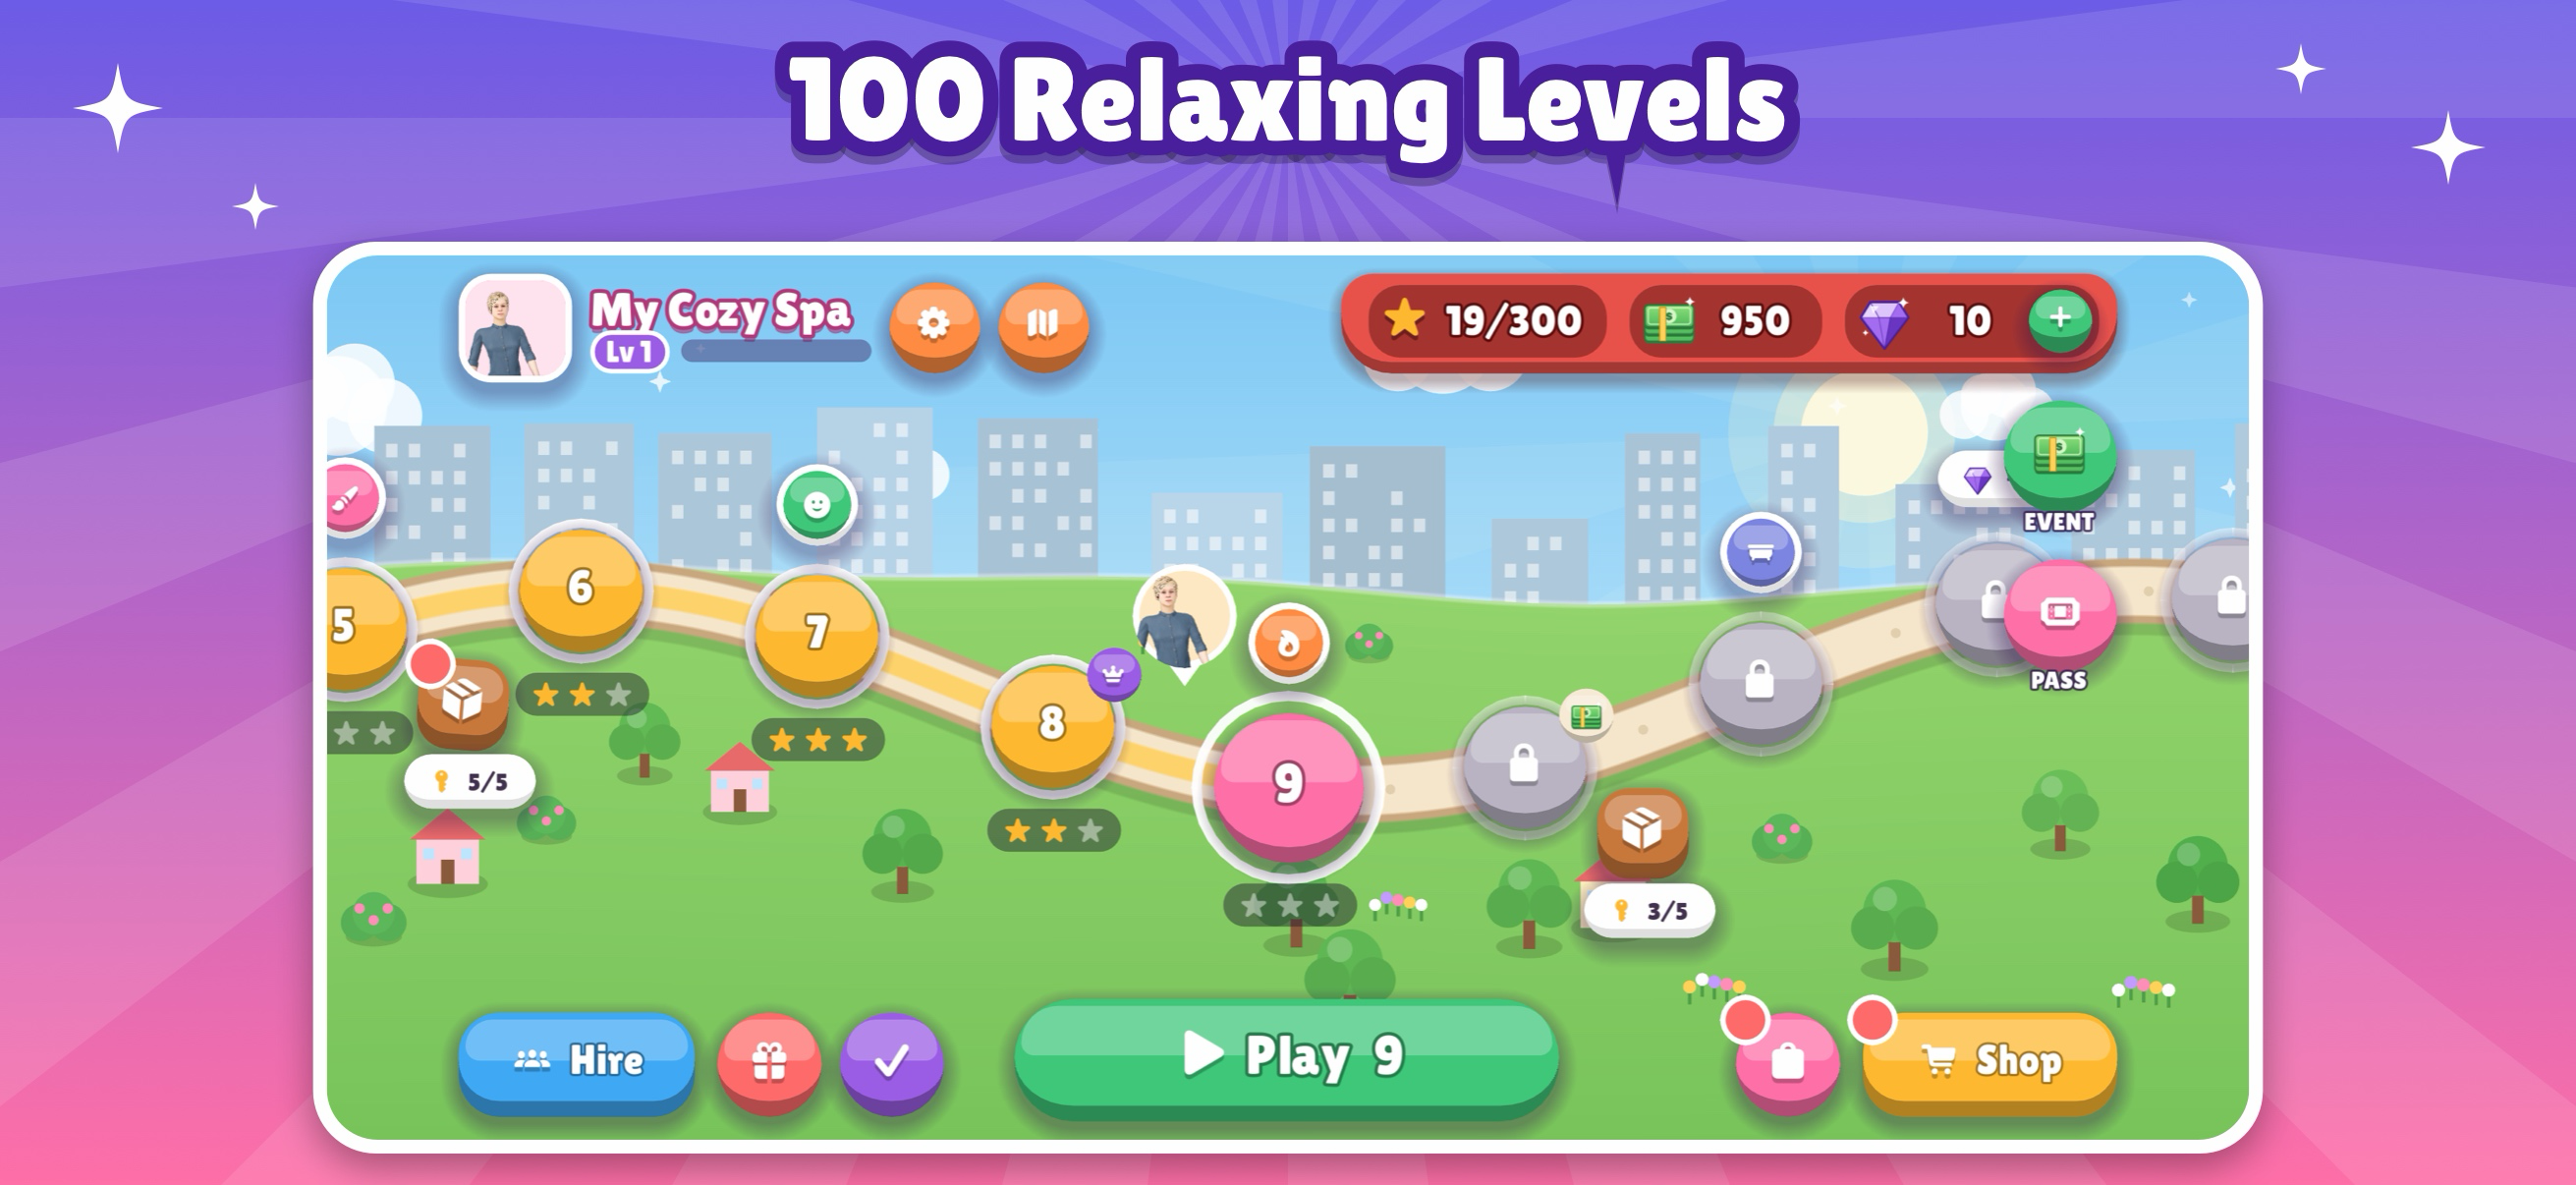 100 Relaxing Levels
My Cozy Spa
Lv 1
19/300
950
10
EVENT
5
6
7
8
9
PASS
5/5
3/5
Hire
Play 9
Shop